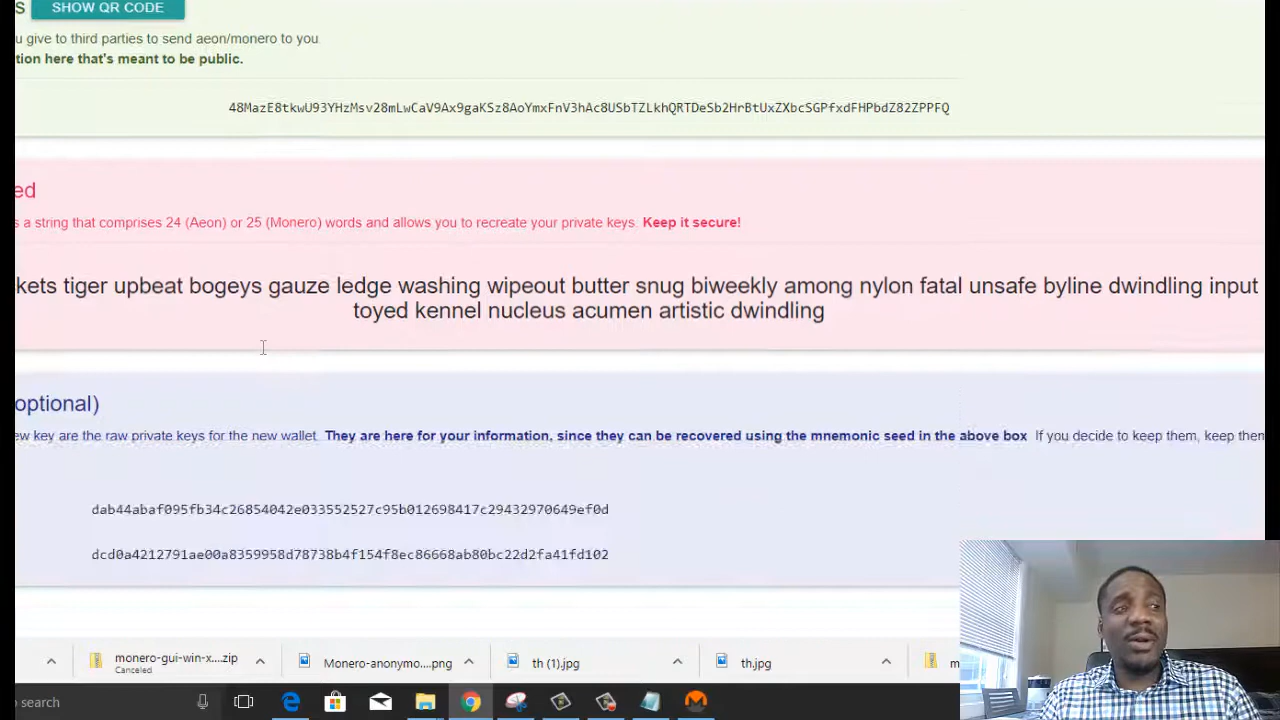 S SHOW QR CODE
u give to third parties to send aeon/monero to you
tion here that's meant to be public.
48MazE8tkwU93YHzMsv28mLwCaV9Ax9gaKSz8AoYmxFnV3hAc8USbTZLkhQRTDeSb2HrBtUxZXbcSGPfxdFHPbdZ82ZPPFQ
ed
s a string that comprises 24 (Aeon) or 25 (Monero) words and allows you to recreate your private keys. Keep it secure!
kets tiger upbeat bogeys gauze ledge washing wipeout butter snug biweekly among nylon fatal unsafe byline dwindling input
toyed kennel nucleus acumen artistic dwindling
optional)
ew key are the raw private keys for the new wallet. They are here for your information, since they can be recovered using the mnemonic seed in the above box If you decide to keep them, keep them
dab44abaf095fb34c26854042e033552527c95b012698417c29432970649ef0d
dcd0a4212791ae00a8359958d78738b4f154f8ec86668ab80bc22d2fa41fd102
monero-gui-win-x....zip
Canceled
Monero-anonymo....png
th (1).jpg
th.jpg
m
o search